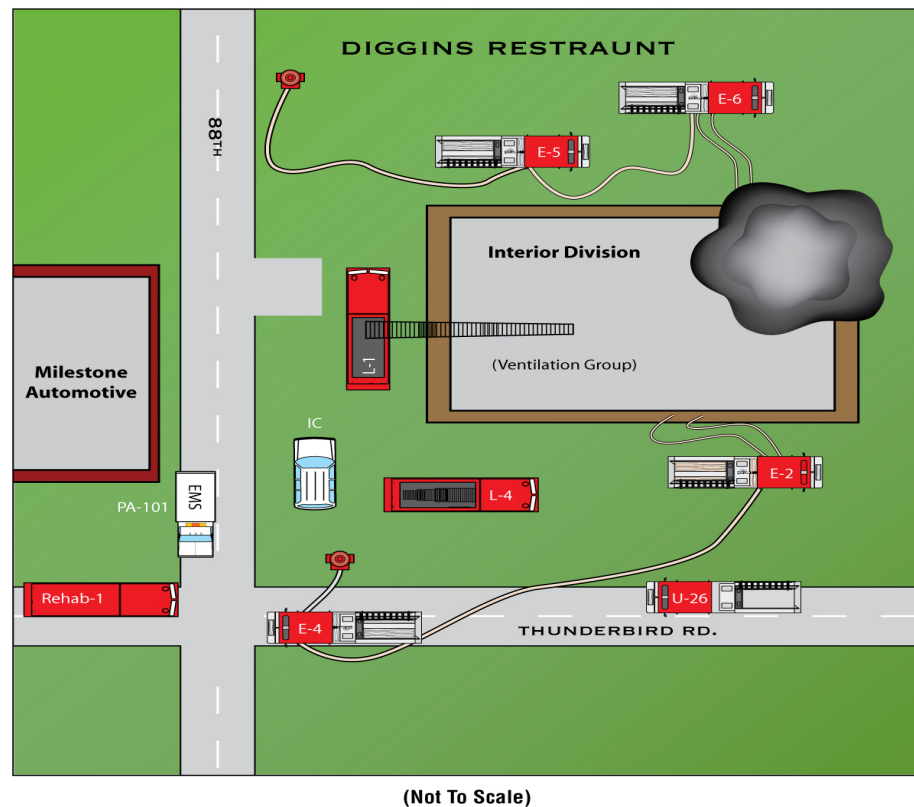 DIGGINS RESTRAUNT
88TH
E-6
E-5
Interior Division
L-1
(Ventilation Group)
Milestone
Automotive
IC
E-2
L-4
EMS
PA-101
Rehab-1
U-26
E-4
THUNDERBIRD RD.
(Not To Scale)